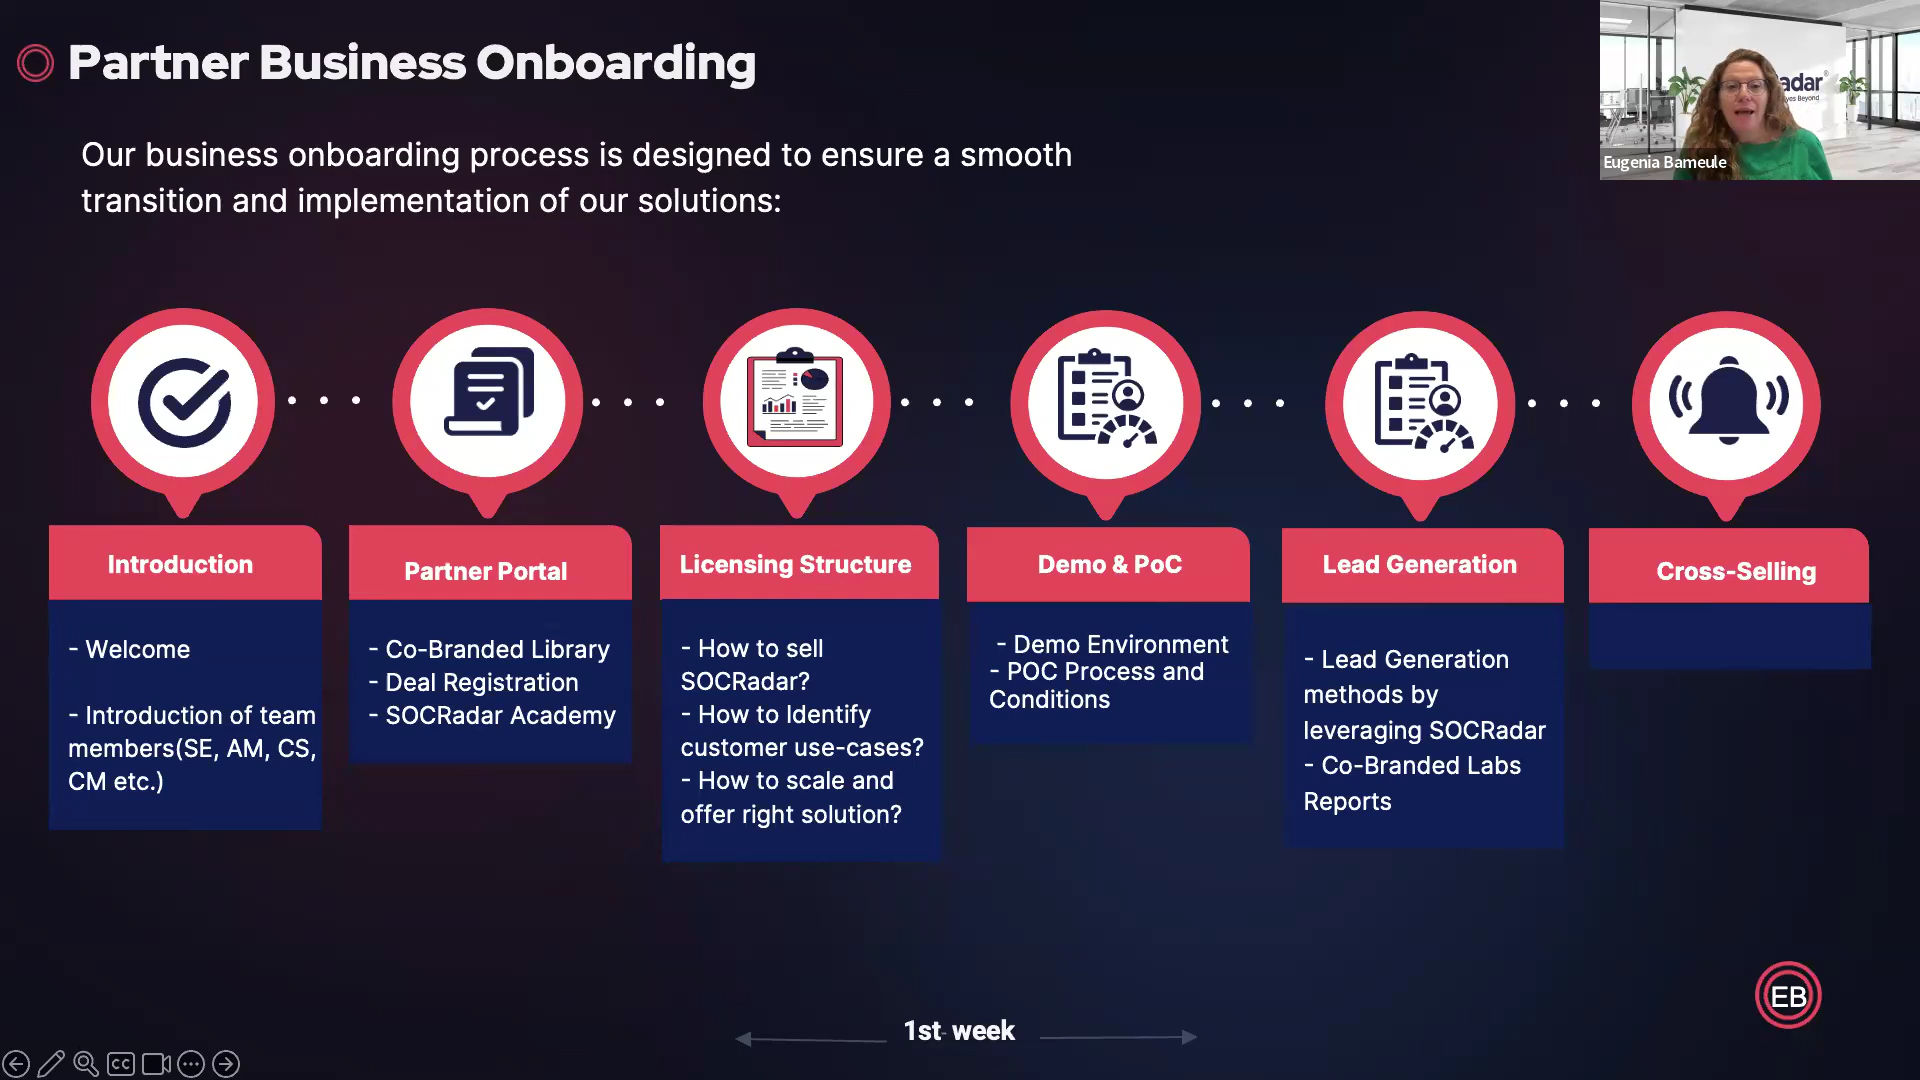 Partner Business Onboarding
adar
yes Beyond
Eugenia Bameule
Our business onboarding process is designed to ensure a smooth
transition and implementation of our solutions:
Introduction
- Welcome
- Introduction of team
members(SE, AM, CS,
CM etc.)
Partner Portal
- Co-Branded Library
- Deal Registration
- SOCRadar Academy
Licensing Structure
- How to sell
SOCRadar?
- How to Identify
customer use-cases?
- How to scale and
offer right solution?
Demo & PoC
- Demo Environment
- POC Process and
Conditions
Lead Generation
- Lead Generation
methods by
leveraging SOCRadar
- Co-Branded Labs
Reports
Cross-Selling
EB
1st- week
CC